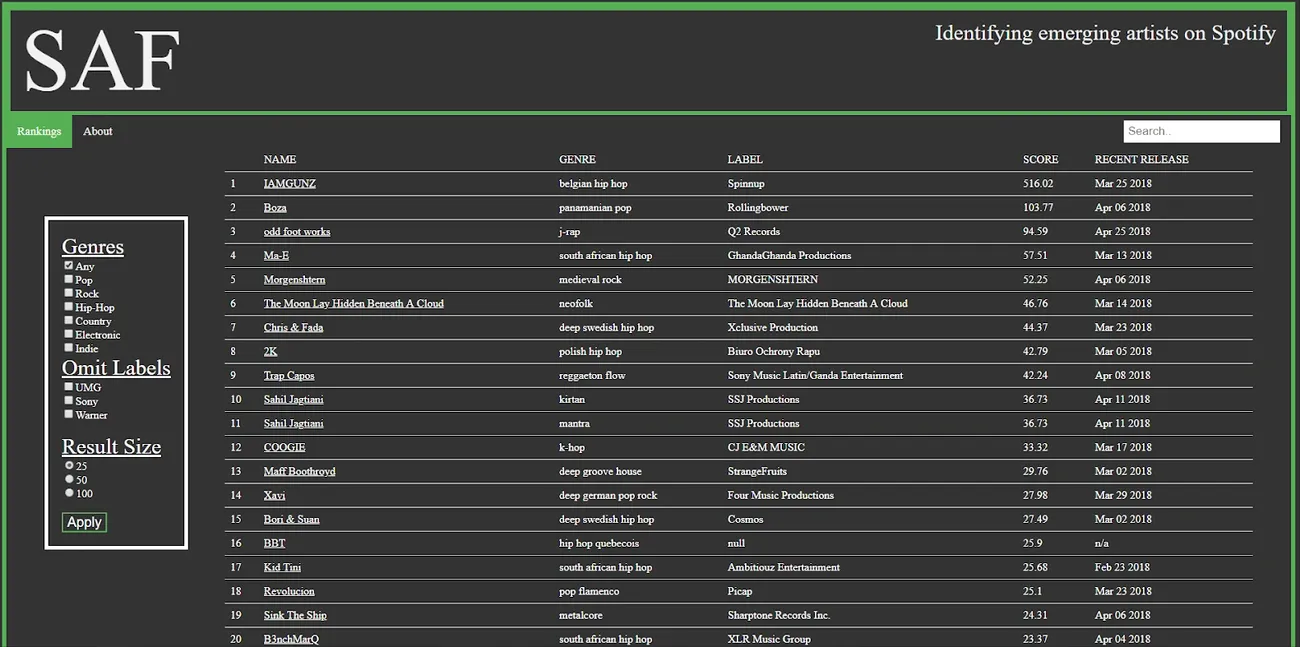 SAF
Identifying emerging artists on Spotify
Rankings About
Search..
NAME GENRE LABEL SCORE RECENT RELEASE
1 IAMGUNZ belgian hip hop Spinnup 516.02 Mar 25 2018
2 Boza panamanian pop Rollingbower 103.77 Apr 06 2018
3 odd foot works j-rap Q2 Records 94.59 Apr 25 2018
4 Ma-E south african hip hop GhandaGhanda Productions 57.51 Mar 13 2018
5 Morgenshtern medieval rock MORGENSHTERN 52.25 Apr 06 2018
6 The Moon Lay Hidden Beneath A Cloud neofolk The Moon Lay Hidden Beneath A Cloud 46.76 Mar 14 2018
7 Chris & Fada deep swedish hip hop Xclusive Production 44.37 Mar 23 2018
8 2K polish hip hop Biuro Ochrony Rapu 42.79 Mar 05 2018
9 Trap Capos reggaeton flow Sony Music Latin/Ganda Entertainment 42.24 Apr 08 2018
10 Sahil Jagtiani kirtan SSJ Productions 36.73 Apr 11 2018
11 Sahil Jagtiani mantra SSJ Productions 36.73 Apr 11 2018
12 COOGIE k-hop CJ E&M MUSIC 33.32 Mar 17 2018
13 Maff Boothroyd deep groove house StrangeFruits 29.76 Mar 02 2018
14 Xavi deep german pop rock Four Music Productions 27.98 Mar 29 2018
15 Bori & Suan deep swedish hip hop Cosmos 27.49 Mar 02 2018
16 BBT hip hop quebecois null 25.9 n/a
17 Kid Tini south african hip hop Ambitiouz Entertainment 25.68 Feb 23 2018
18 Revolucion pop flamenco Picap 25.1 Mar 23 2018
19 Sink The Ship metalcore Sharptone Records Inc. 24.31 Apr 06 2018
20 B3nchMarQ south african hip hop XLR Music Group 23.37 Apr 04 2018
Genres
Any
Pop
Rock
Hip-Hop
Country
Electronic
Indie
Omit Labels
UMG
Sony
Warner
Result Size
25
50
100
Apply